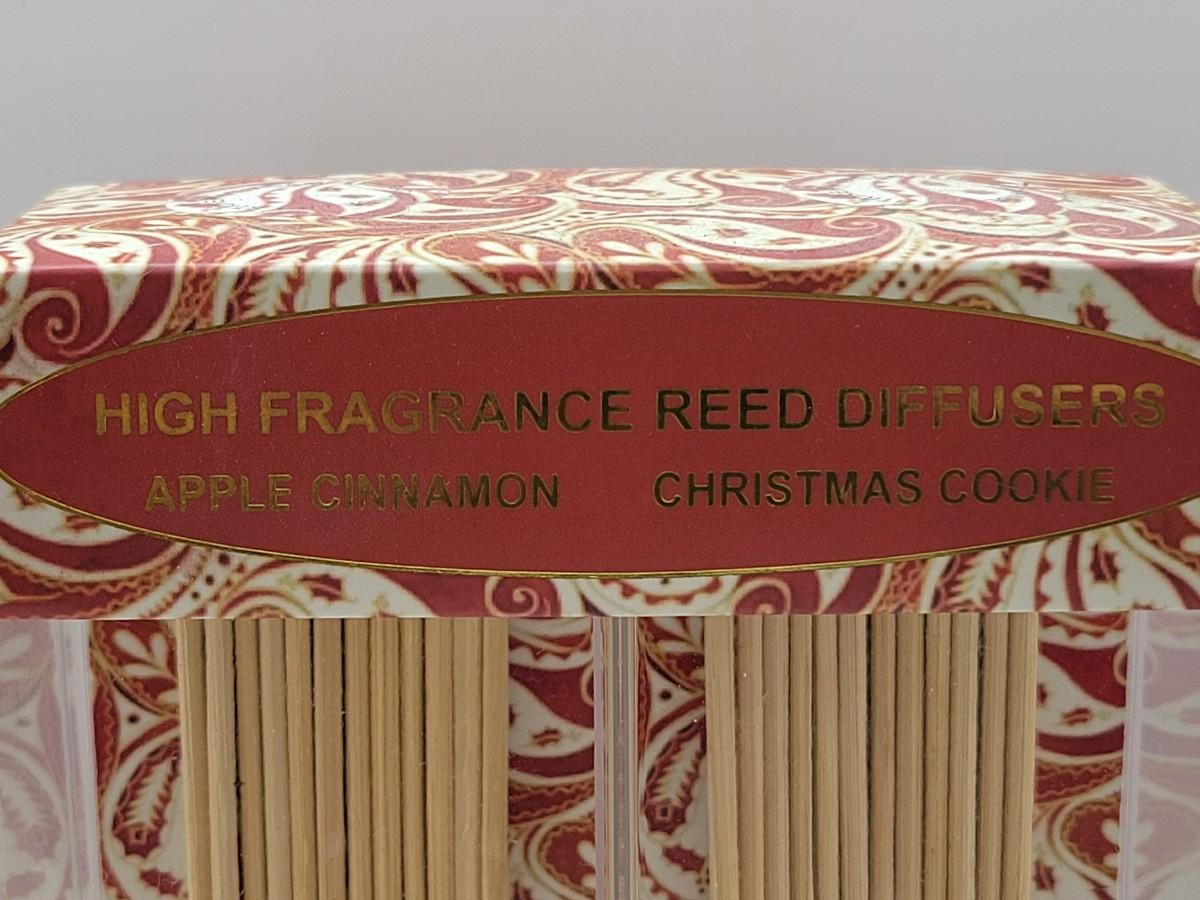 HIGH FRAGRANCE REED DIFFUSERS
APPLE CINNAMON CHRISTMAS COOKIE